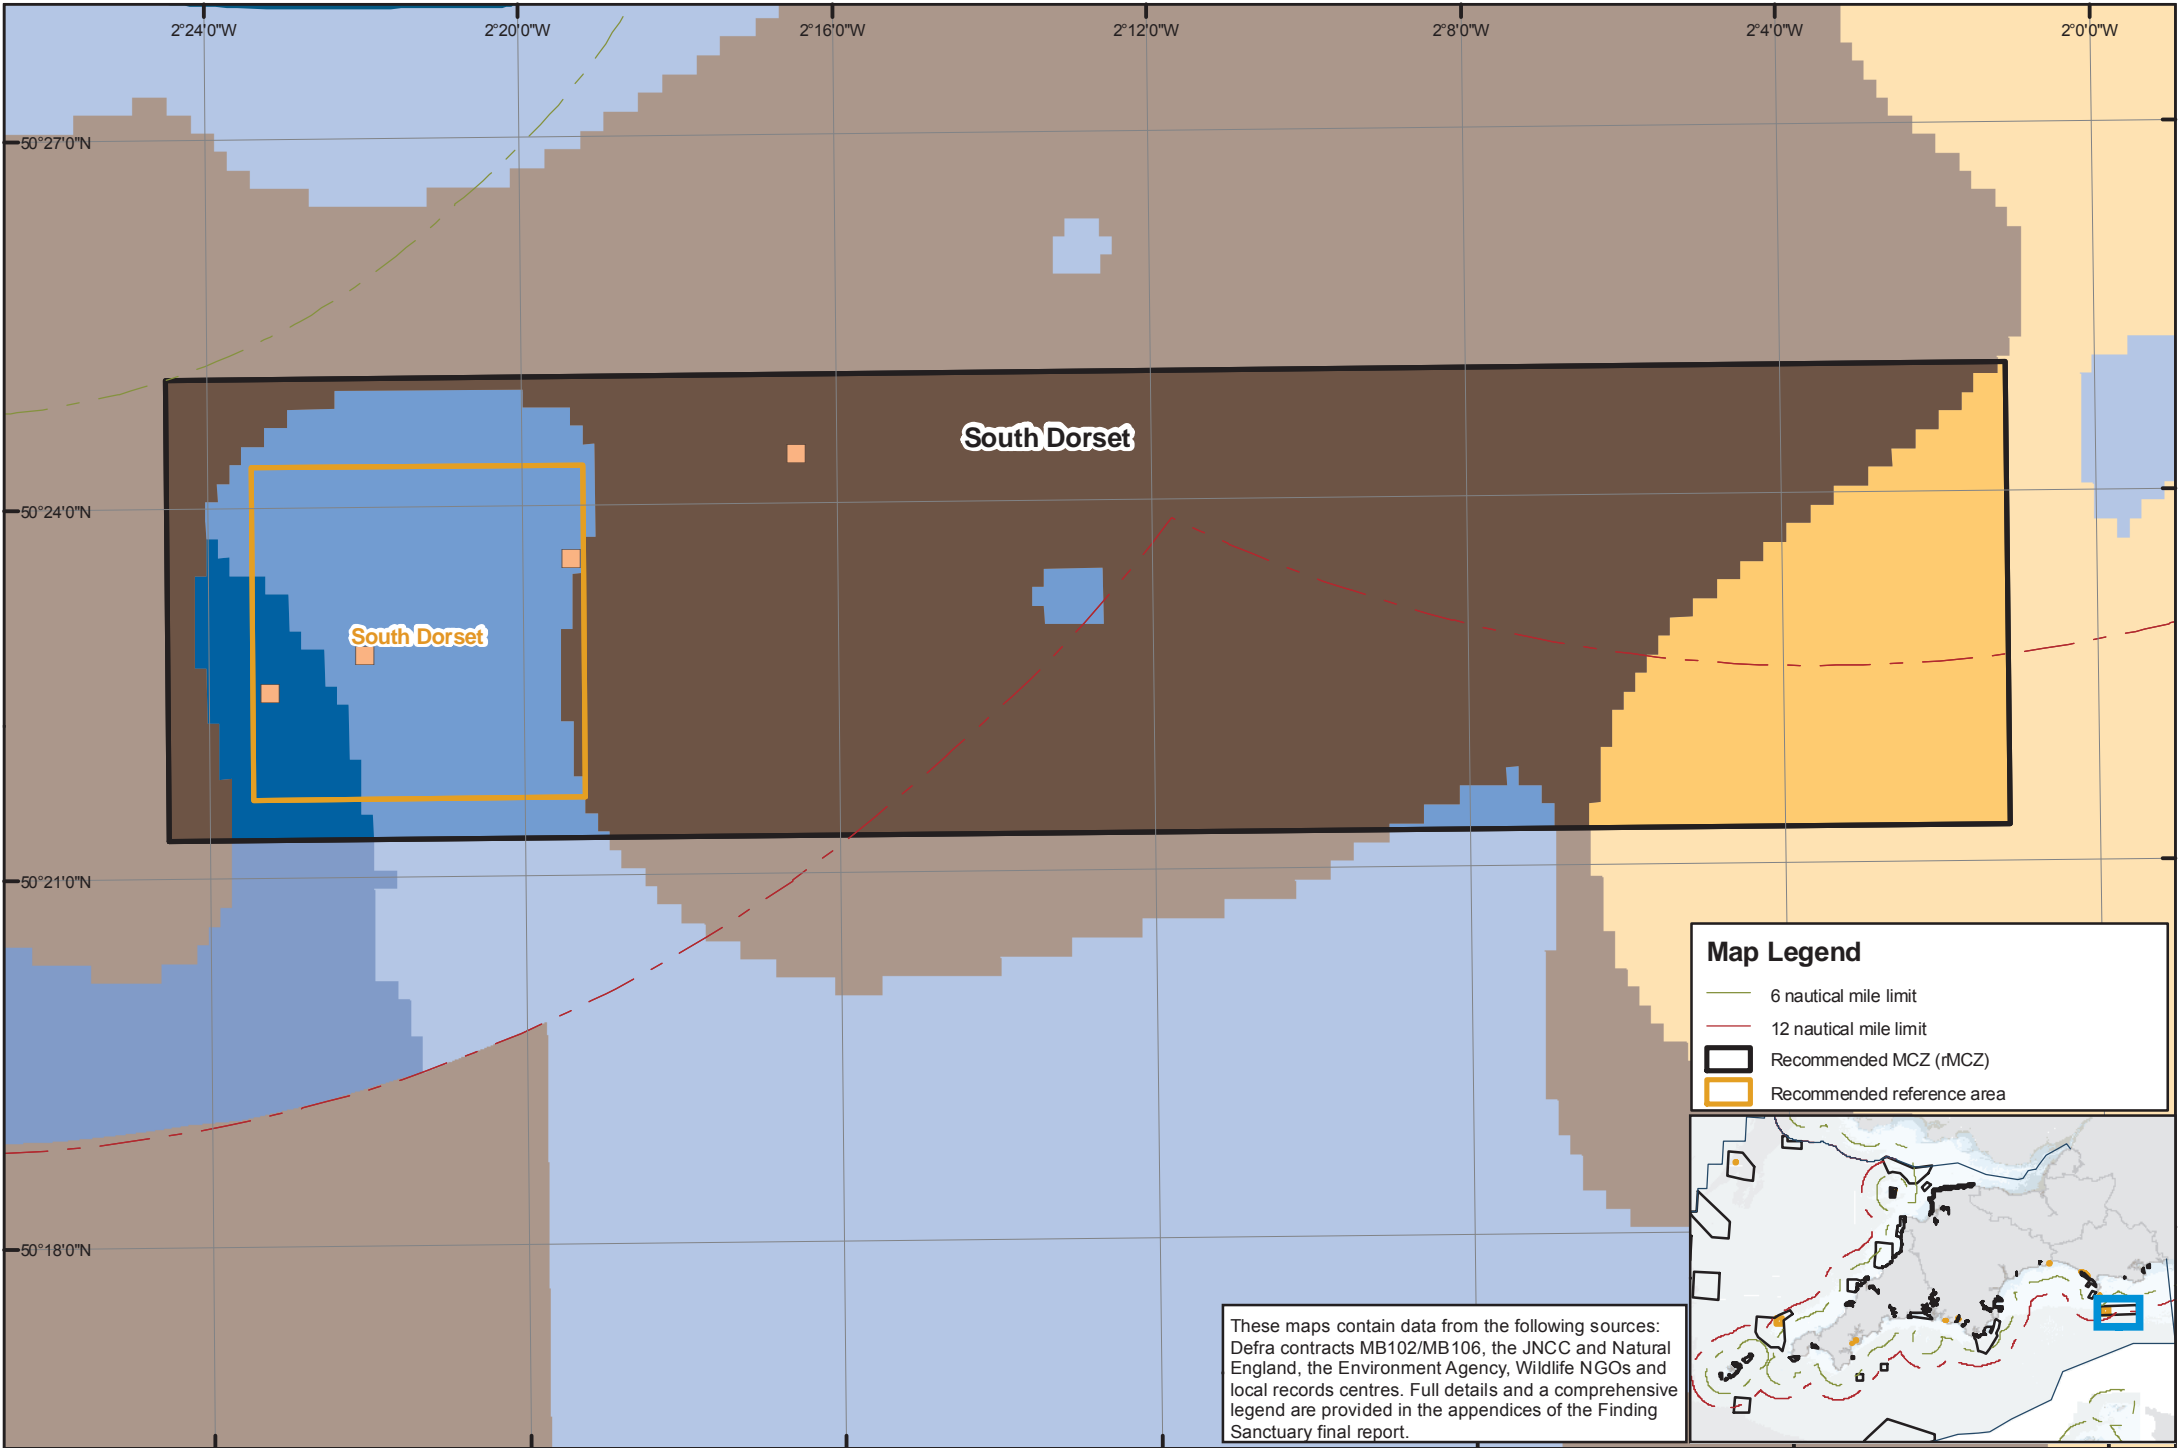 2°24'0"W
2°20'0"W
2°16'0"W
2°12'0"W
2°8'0"W
2°4'0"W
2°0'0"W
50°27'0"N
South Dorset
50°24'0"N
South Dorset
50°21'0"N
Map Legend
6 nautical mile limit
12 nautical mile limit
Recommended MCZ (rMCZ)
Recommended reference area
50°18'0"N
These maps contain data from the following sources:
Defra contracts MB102/MB106, the JNCC and Natural
England, the Environment Agency, Wildlife NGOs and
local records centres. Full details and a comprehensive
legend are provided in the appendices of the Finding
Sanctuary final report.